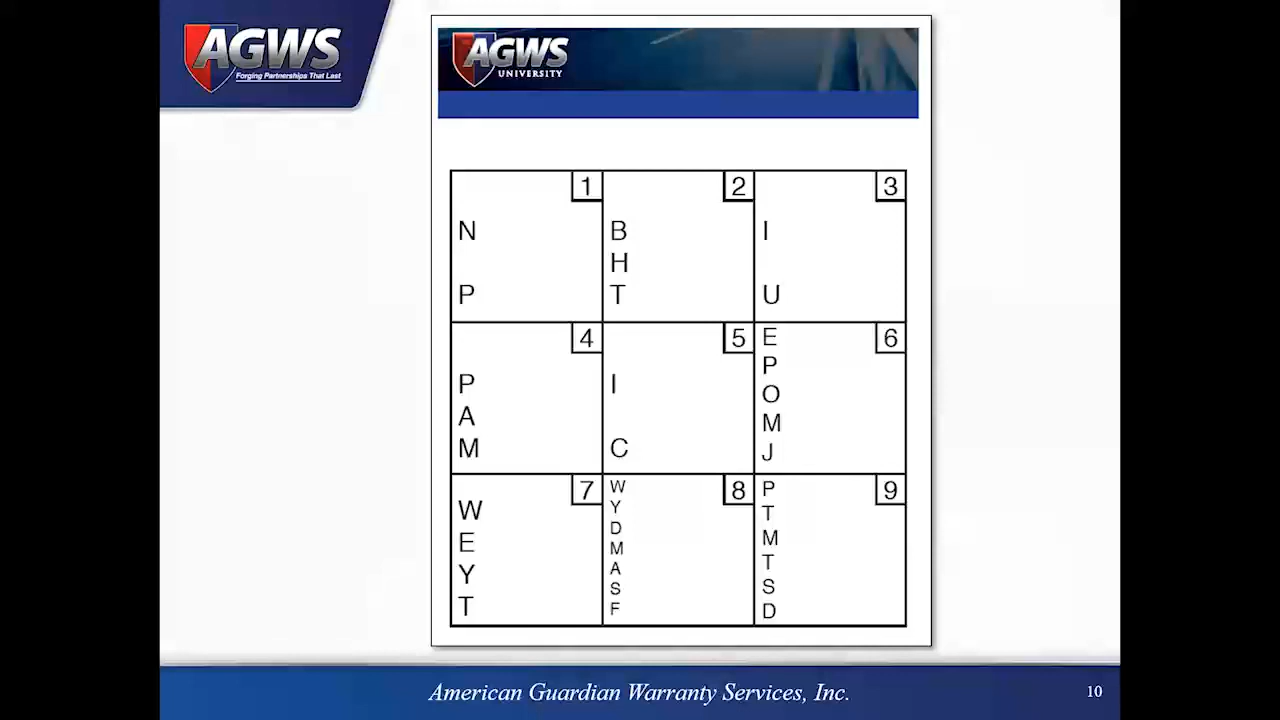 AGWS
Forging Partnerships That Last
AGWS
UNIVERSITY
1
N
P
2
B
H
T
3
I
U
4
P
A
M
5
I
C
6
E
P
O
M
J
7
W
E
Y
T
8
W
Y
D
M
A
S
F
9
P
T
M
T
S
D
American Guardian Warranty Services, Inc.
10